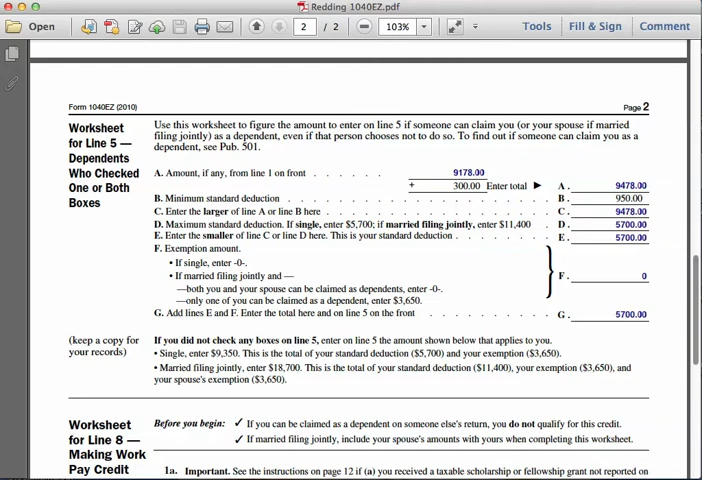 Redding 1040EZ.pdf
Open 2 / 2 103% Tools Fill & Sign Comment
Form 1040EZ (2010) Page 2
Worksheet
for Line 5 —
Dependents
Who Checked
One or Both
Boxes
Use this worksheet to figure the amount to enter on line 5 if someone can claim you (or your spouse if married
filing jointly) as a dependent, even if that person chooses not to do so. To find out if someone can claim you as a
dependent, see Pub. 501.
A. Amount, if any, from line 1 on front . . . . . . 9178.00
+ 300.00 Enter total ► A . 9478.00
B. Minimum standard deduction . . . . . . . . . . . . . . . . . . B . 950.00
C. Enter the larger of line A or line B here . . . . . . . . . . . . . . . C . 9478.00
D. Maximum standard deduction. If single, enter $5,700; if married filing jointly, enter $11,400 . D . 5700.00
E. Enter the smaller of line C or line D here. This is your standard deduction . . . . . . . E . 5700.00
F. Exemption amount.
• If single, enter -0-.
• If married filing jointly and —
—both you and your spouse can be claimed as dependents, enter -0-.
—only one of you can be claimed as a dependent, enter $3,650.
F . 0
G. Add lines E and F. Enter the total here and on line 5 on the front . . . . . . . . G . 5700.00
(keep a copy for
your records)
If you did not check any boxes on line 5, enter on line 5 the amount shown below that applies to you.
• Single, enter $9,350. This is the total of your standard deduction ($5,700) and your exemption ($3,650).
• Married filing jointly, enter $18,700. This is the total of your standard deduction ($11,400), your exemption ($3,650), and
your spouse's exemption ($3,650).
Worksheet
for Line 8 —
Making Work
Pay Credit
Before you begin: ✓ If you can be claimed as a dependent on someone else's return, you do not qualify for this credit.
✓ If married filing jointly, include your spouse's amounts with yours when completing this worksheet.
1a. Important. See the instructions on page 12 if (a) you received a taxable scholarship or fellowship grant not reported on